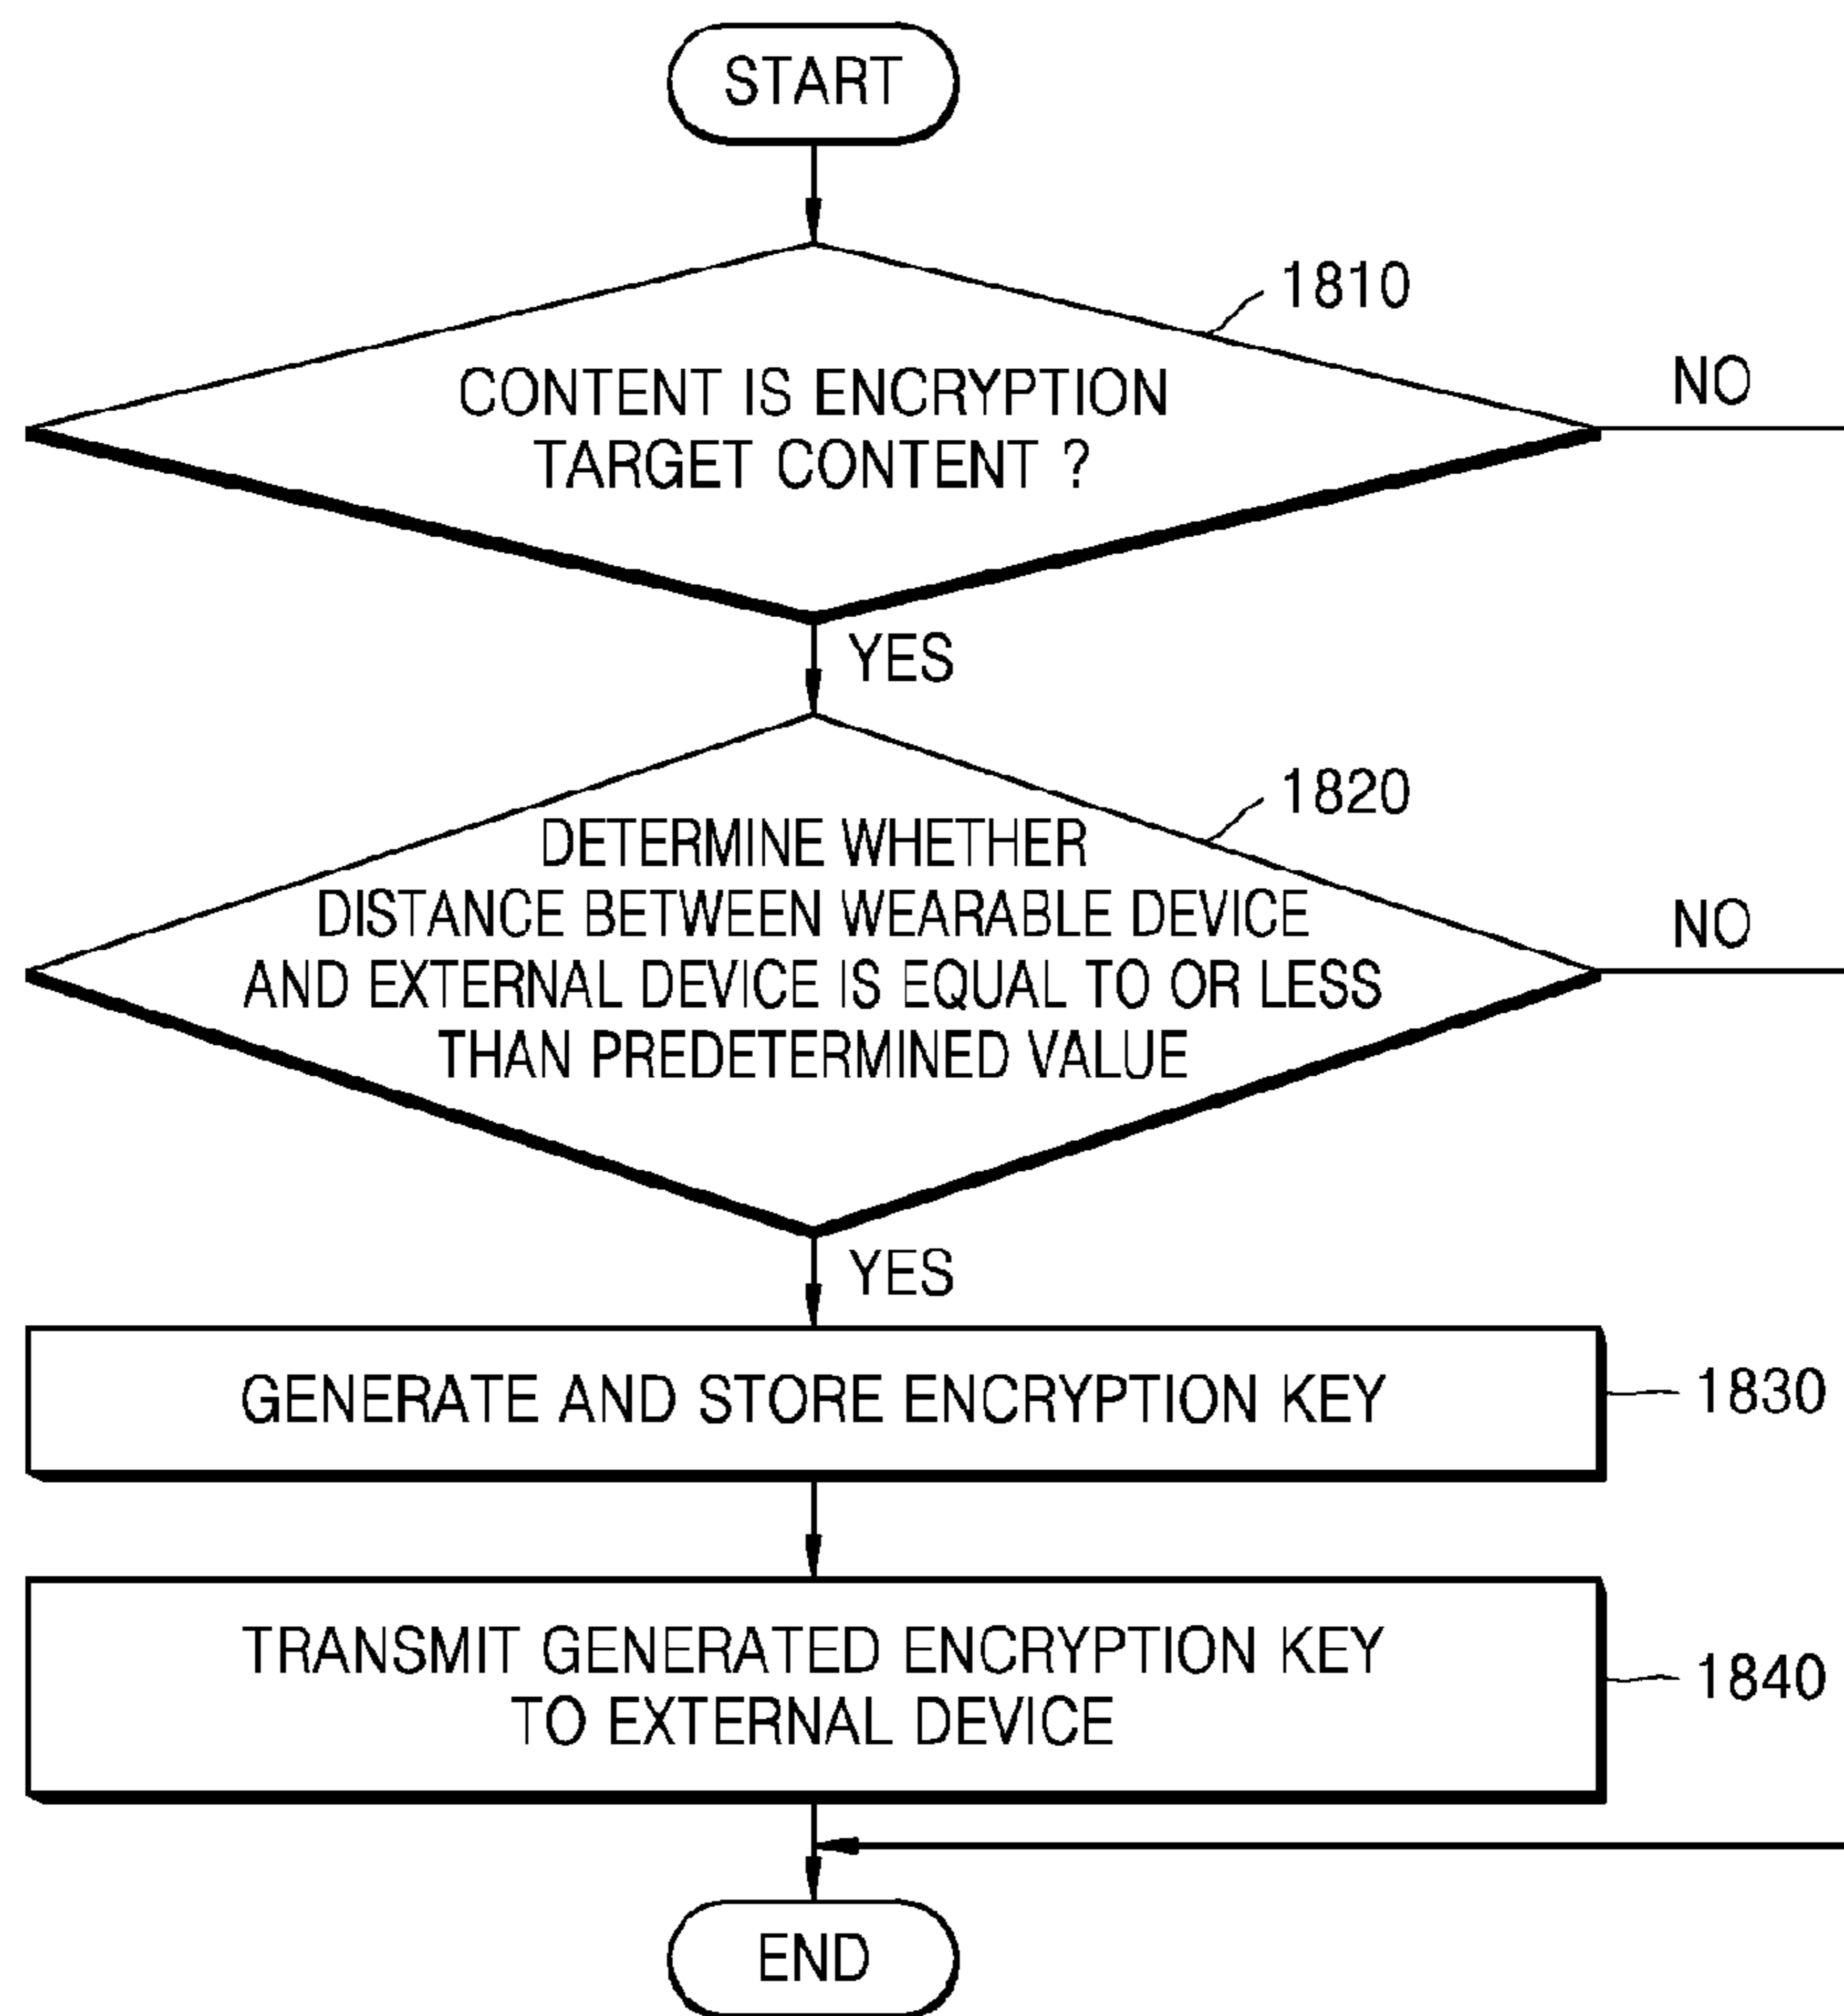 START
1810
CONTENT IS ENCRYPTION
TARGET CONTENT ?
NO
YES
1820
DETERMINE WHETHER
DISTANCE BETWEEN WEARABLE DEVICE
AND EXTERNAL DEVICE IS EQUAL TO OR LESS
THAN PREDETERMINED VALUE
NO
YES
GENERATE AND STORE ENCRYPTION KEY
1830
TRANSMIT GENERATED ENCRYPTION KEY
TO EXTERNAL DEVICE
1840
END